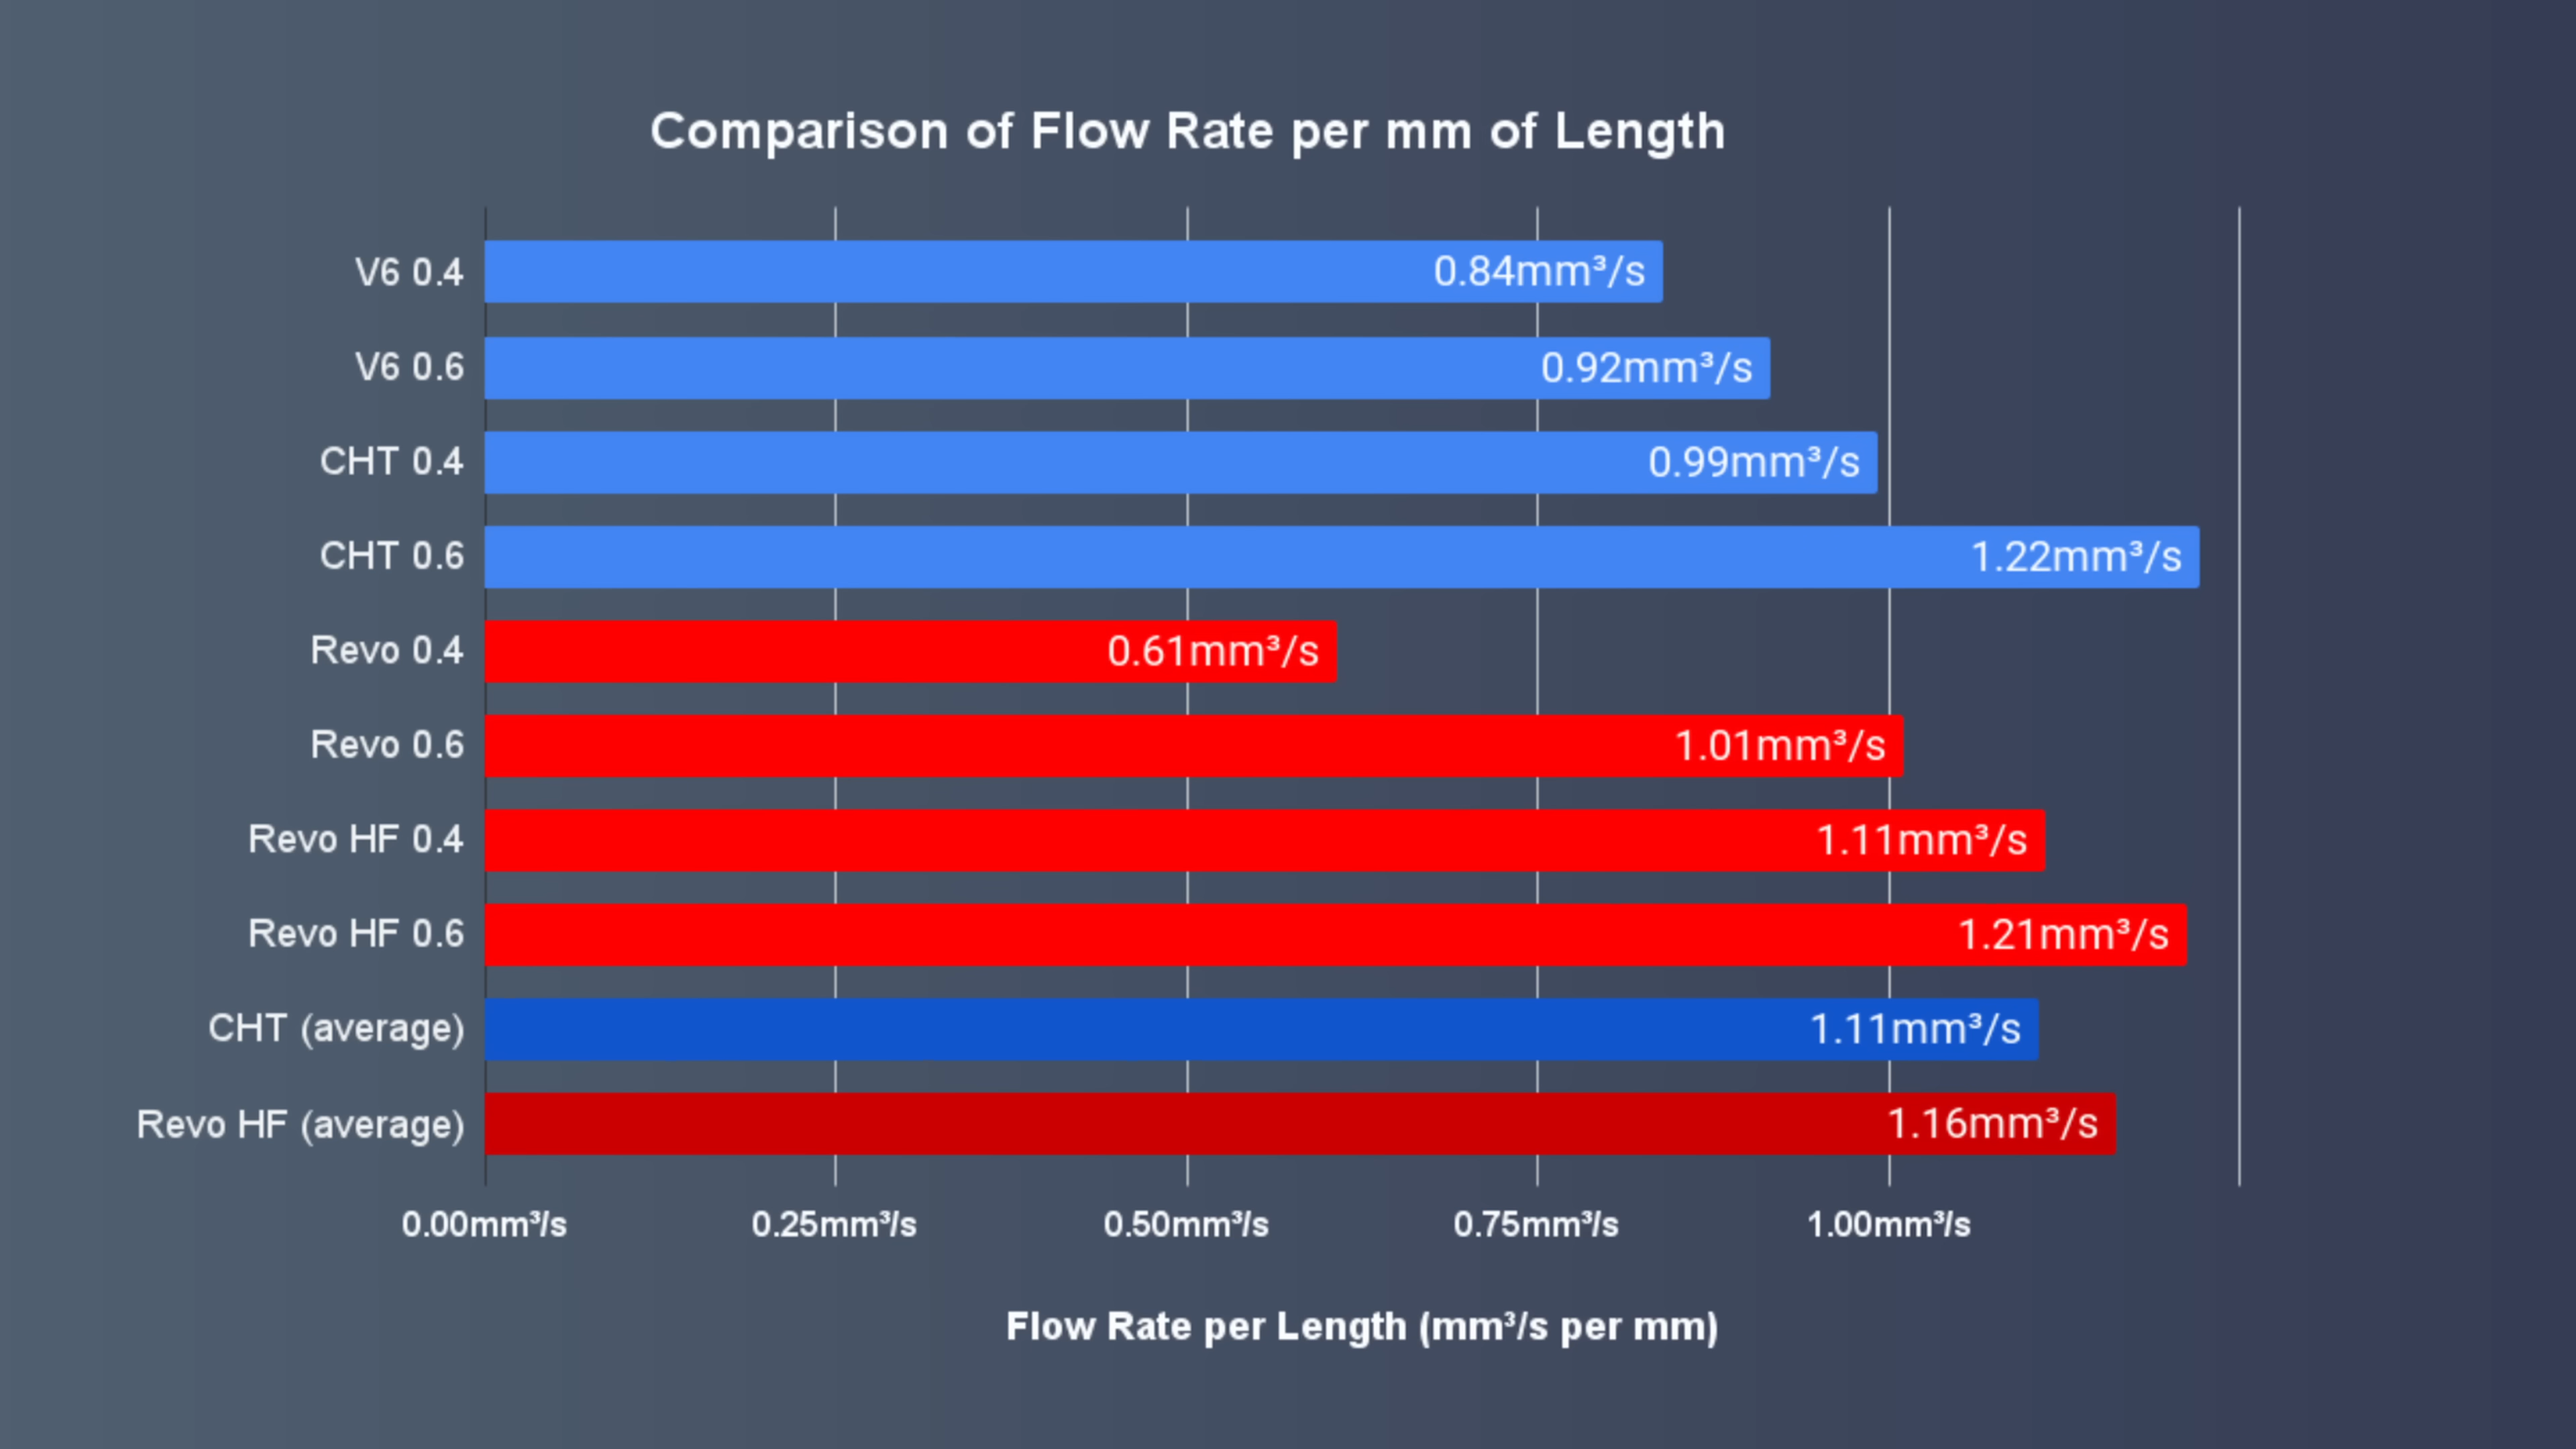 Comparison of Flow Rate per mm of Length
V6 0.4 0.84mm³/s
V6 0.6 0.92mm³/s
CHT 0.4 0.99mm³/s
CHT 0.6 1.22mm³/s
Revo 0.4 0.61mm³/s
Revo 0.6 1.01mm³/s
Revo HF 0.4 1.11mm³/s
Revo HF 0.6 1.21mm³/s
CHT (average) 1.11mm³/s
Revo HF (average) 1.16mm³/s
0.00mm³/s 0.25mm³/s 0.50mm³/s 0.75mm³/s 1.00mm³/s
Flow Rate per Length (mm³/s per mm)